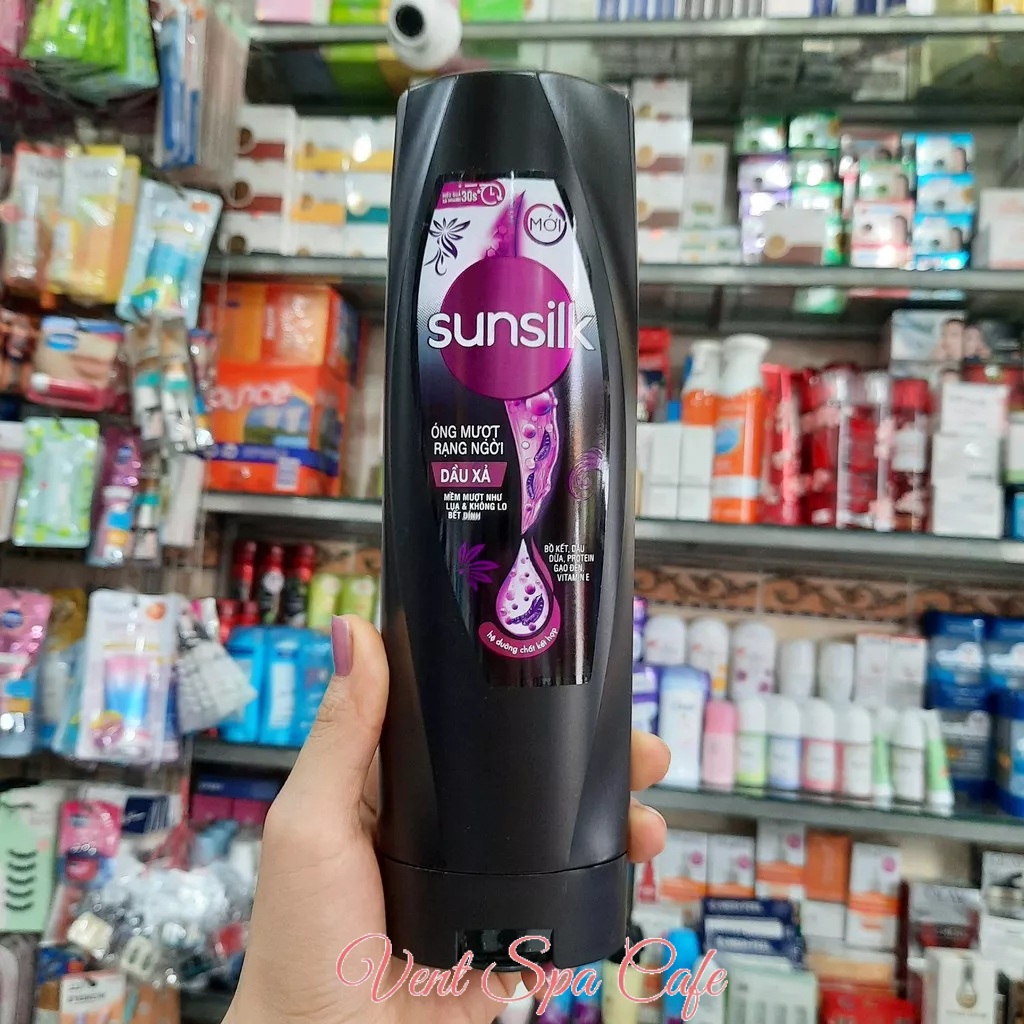 30s
MỚI
sunsilk
ÓNG MƯỢT
RẠNG NGỜI
DẦU XẢ
MỀM MƯỢT NHƯ
LỤA & KHÔNG LO
BẾT DÍNH
BỒ KẾT, DẦU
DỪA, PROTEIN
GẠO ĐEN,
VITAMIN E
hệ dưỡng chất kết hợp
Vent Spa Cafe